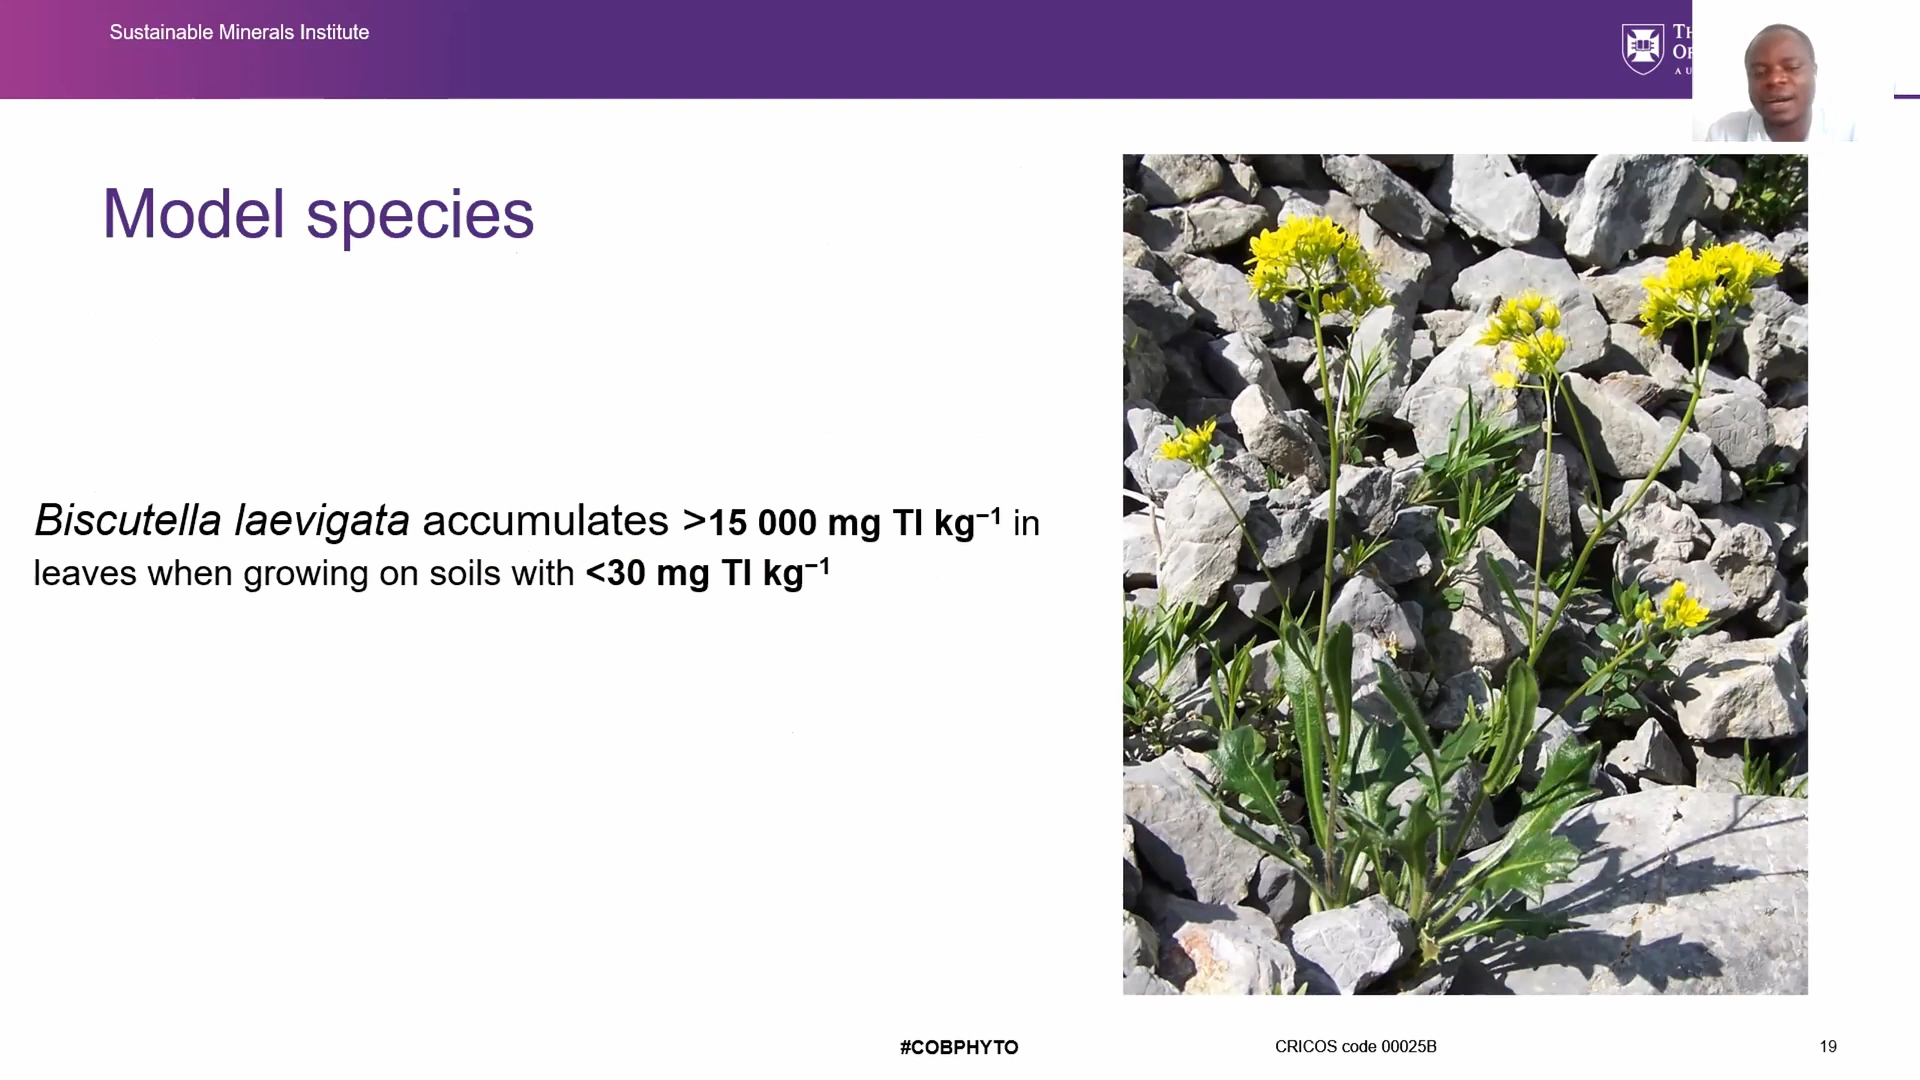 Sustainable Minerals Institute
Model species
Biscutella laevigata accumulates >15 000 mg Tl kg⁻¹ in
leaves when growing on soils with <30 mg Tl kg⁻¹
#COBPHYTO
CRICOS code 00025B
19